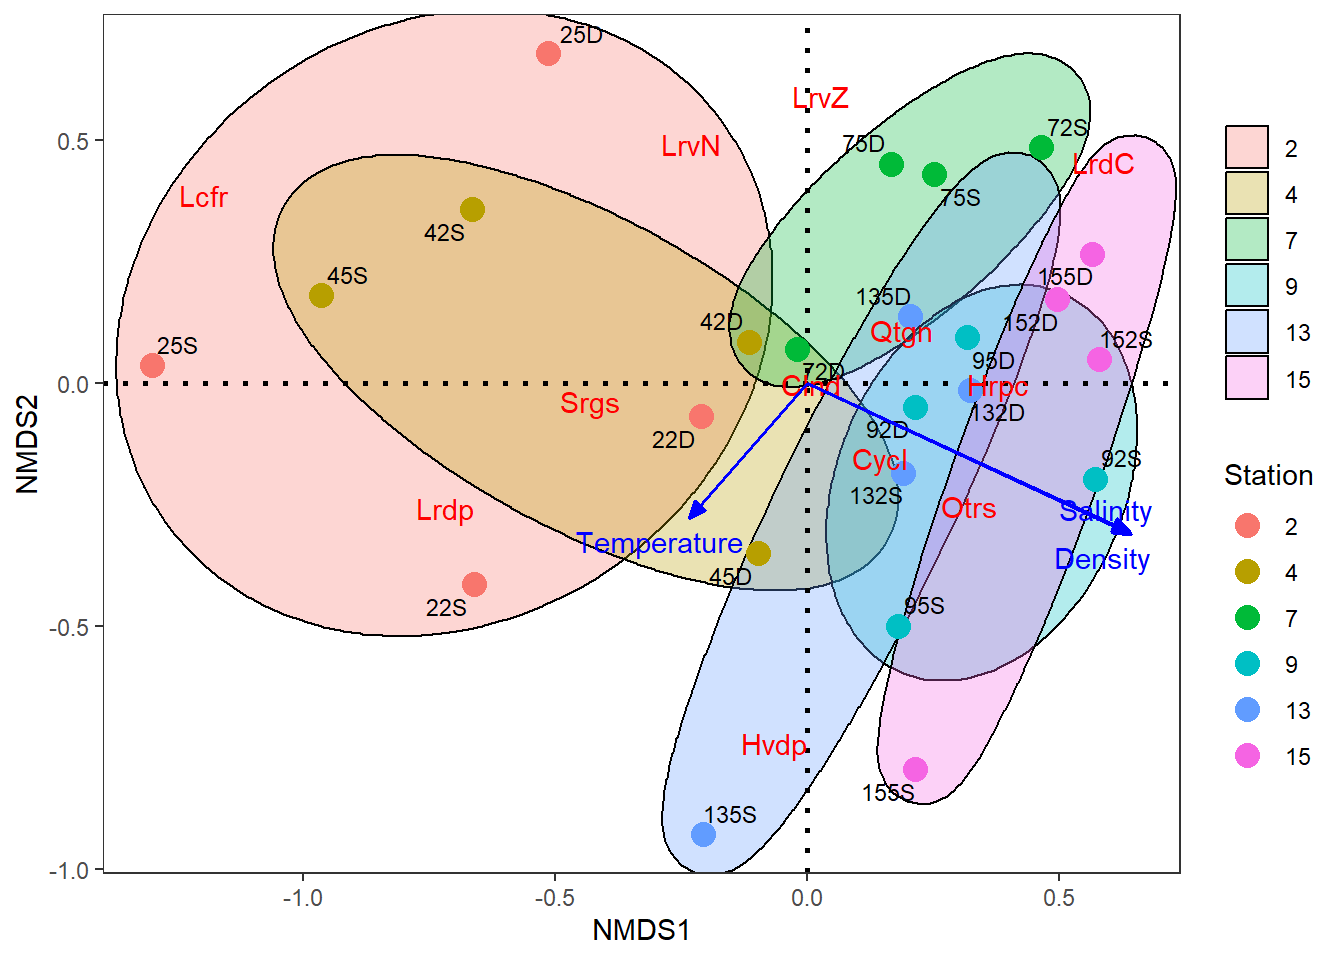 25D
LrvZ
0.5
72S
75D
LrvN
LrdC
Lcfr
75S
42S
45S
155D
135D
42D
152D
Qtgn
152S
25S
95D
72D
0.0
Clnd
Hrpc
Srgs
132D
22D
92D
Cycl
92S
132S
Lrdp
Otrs
Salinity
Temperature
Density
45D
22S
95S
-0.5
Hvdp
155S
135S
-1.0
-1.0
-0.5
0.0
0.5
NMDS1
NMDS2
2
4
7
9
13
15
Station
2
4
7
9
13
15